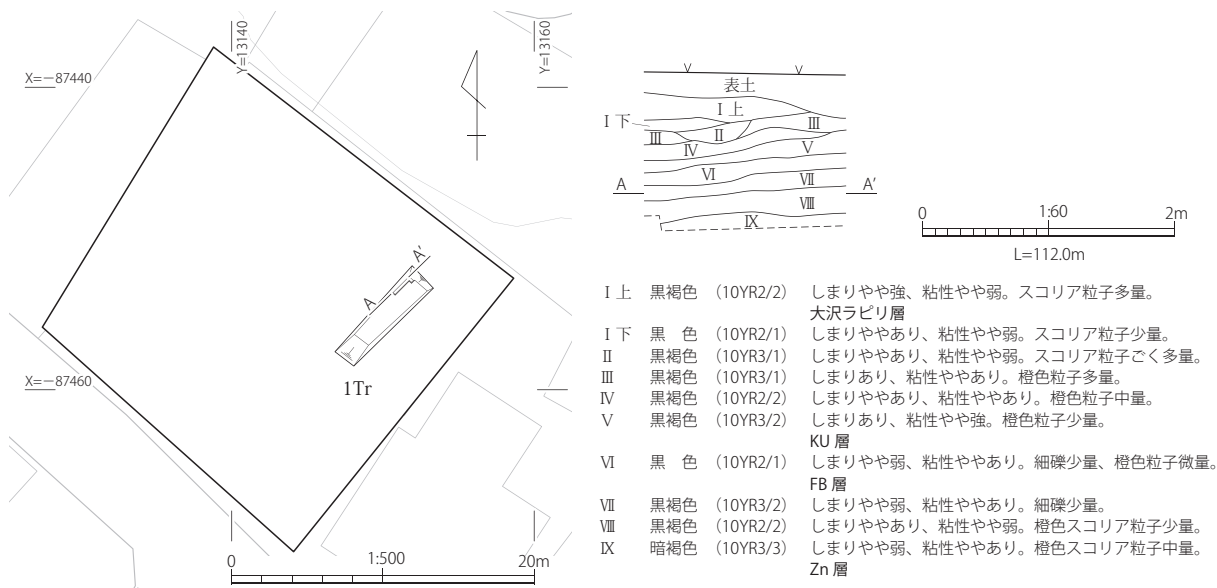 X=－87440
Y=13140
Y=13160
A
A'
1Tr
X=－87460
0 1:500 20m
表土
Ⅰ上
Ⅰ下
Ⅲ
Ⅱ
Ⅲ
Ⅳ
Ⅴ
Ⅵ
Ⅶ
A
A'
Ⅷ
Ⅸ
0 1:60 2m
L=112.0m
Ⅰ上 黒褐色 （10YR2/2） しまりやや強、粘性やや弱。スコリア粒子多量。
大沢ラピリ層
Ⅰ下 黒 色 （10YR2/1） しまりややあり、粘性やや弱。スコリア粒子少量。
Ⅱ 黒褐色 （10YR3/1） しまりややあり、粘性やや弱。スコリア粒子ごく多量。
Ⅲ 黒褐色 （10YR3/1） しまりあり、粘性ややあり。橙色粒子多量。
Ⅳ 黒褐色 （10YR2/2） しまりややあり、粘性ややあり。橙色粒子中量。
Ⅴ 黒褐色 （10YR3/2） しまりあり、粘性やや強。橙色粒子少量。
KU 層
Ⅵ 黒 色 （10YR2/1） しまりやや弱、粘性ややあり。細礫少量、橙色粒子微量。
FB 層
Ⅶ 黒褐色 （10YR3/2） しまりやや弱、粘性ややあり。細礫少量。
Ⅷ 黒褐色 （10YR2/2） しまりややあり、粘性やや弱。橙色スコリア粒子少量。
Ⅸ 暗褐色 （10YR3/3） しまりやや弱、粘性ややあり。橙色スコリア粒子中量。
Zn 層